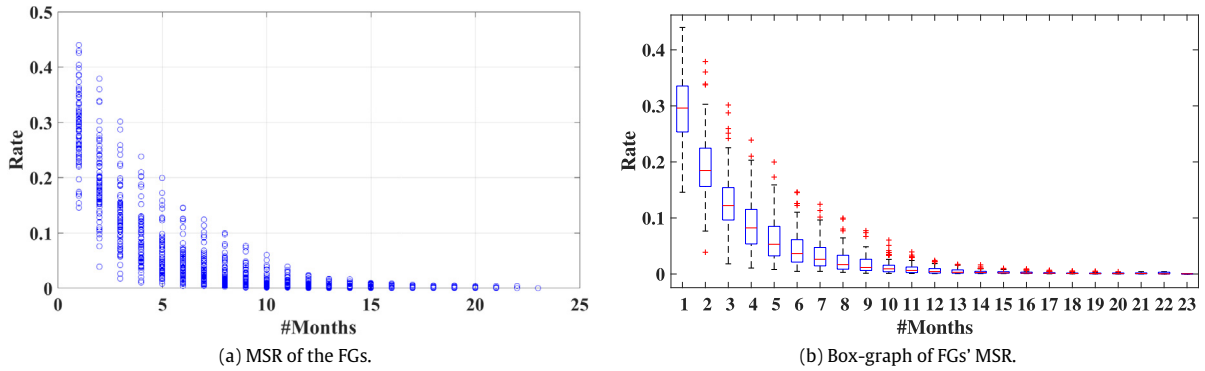 0.5
0.4
0.3
0.2
0.1
0
Rate
0 5 10 15 20 25
#Months
(a) MSR of the FGs.
0.4
0.3
0.2
0.1
0
Rate
1 2 3 4 5 6 7 8 9 10 11 12 13 14 15 16 17 18 19 20 21 22 23
#Months
(b) Box-graph of FGs' MSR.